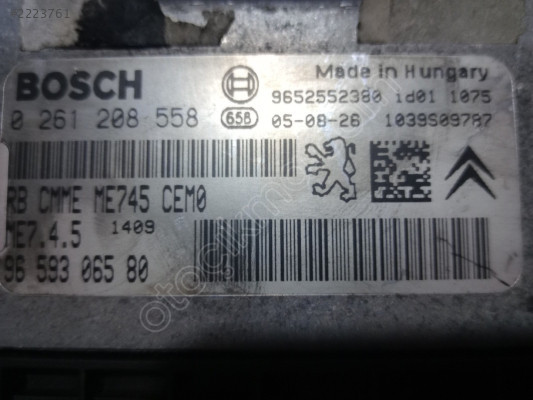 2223761
BOSCH
Made in Hungary
0 261 208 558
658
9652552380 1d01 1075
05-08-26 1039S09787
RB CMME ME745 CEM0
ME7.4.5 1409
96 593 065 80